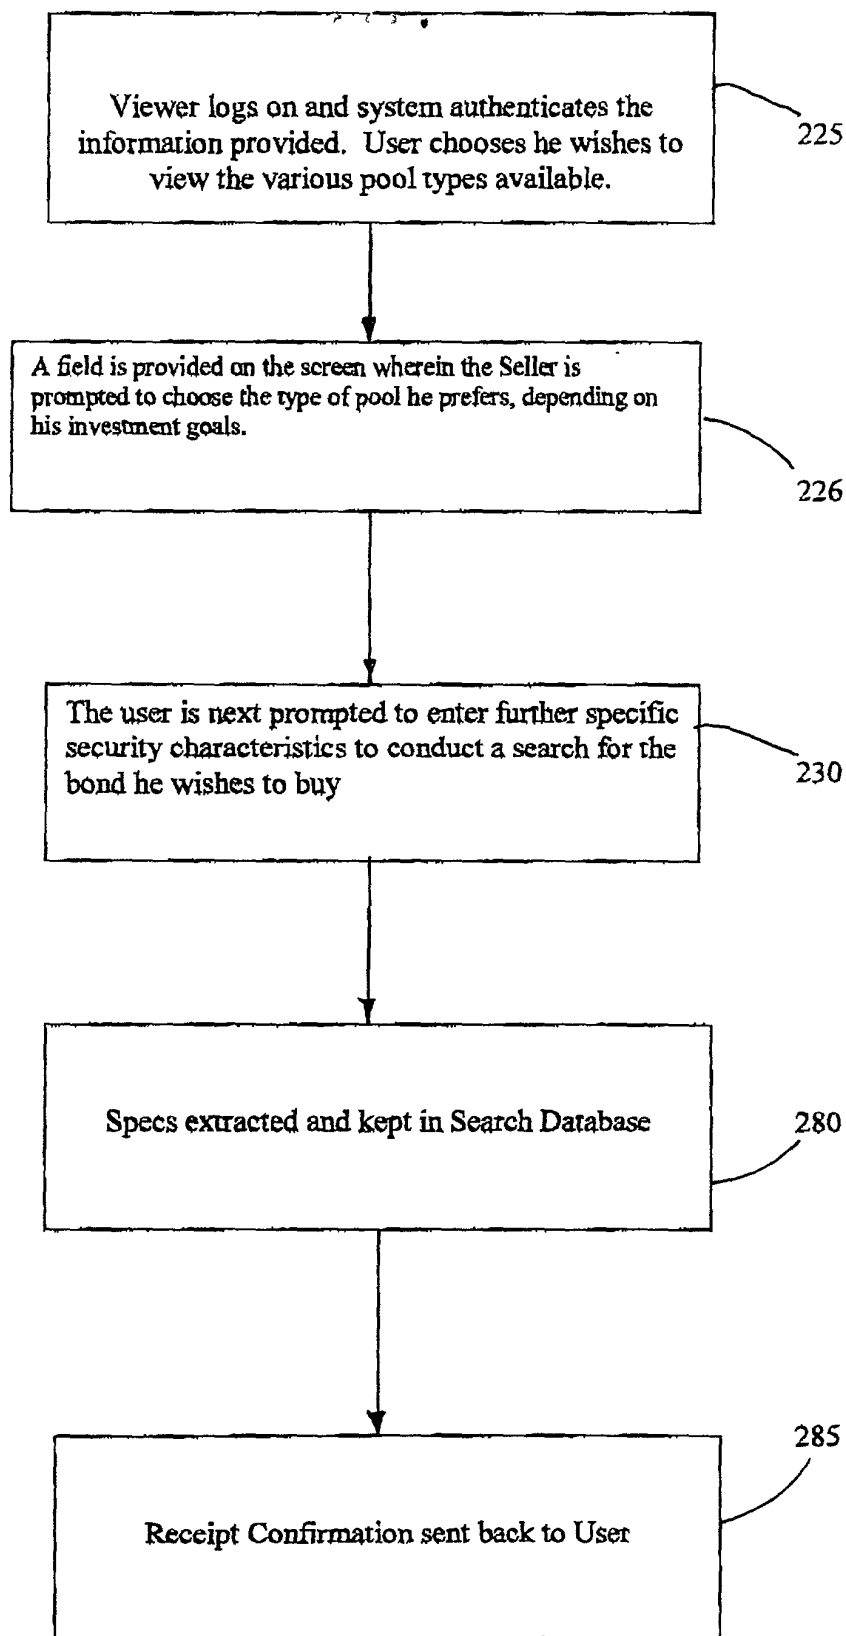 Viewer logs on and system authenticates the
information provided. User chooses he wishes to
view the various pool types available.
225
A field is provided on the screen wherein the Seller is
prompted to choose the type of pool he prefers, depending on
his investment goals.
226
The user is next prompted to enter further specific
security characteristics to conduct a search for the
bond he wishes to buy
230
Specs extracted and kept in Search Database
280
285
Receipt Confirmation sent back to User